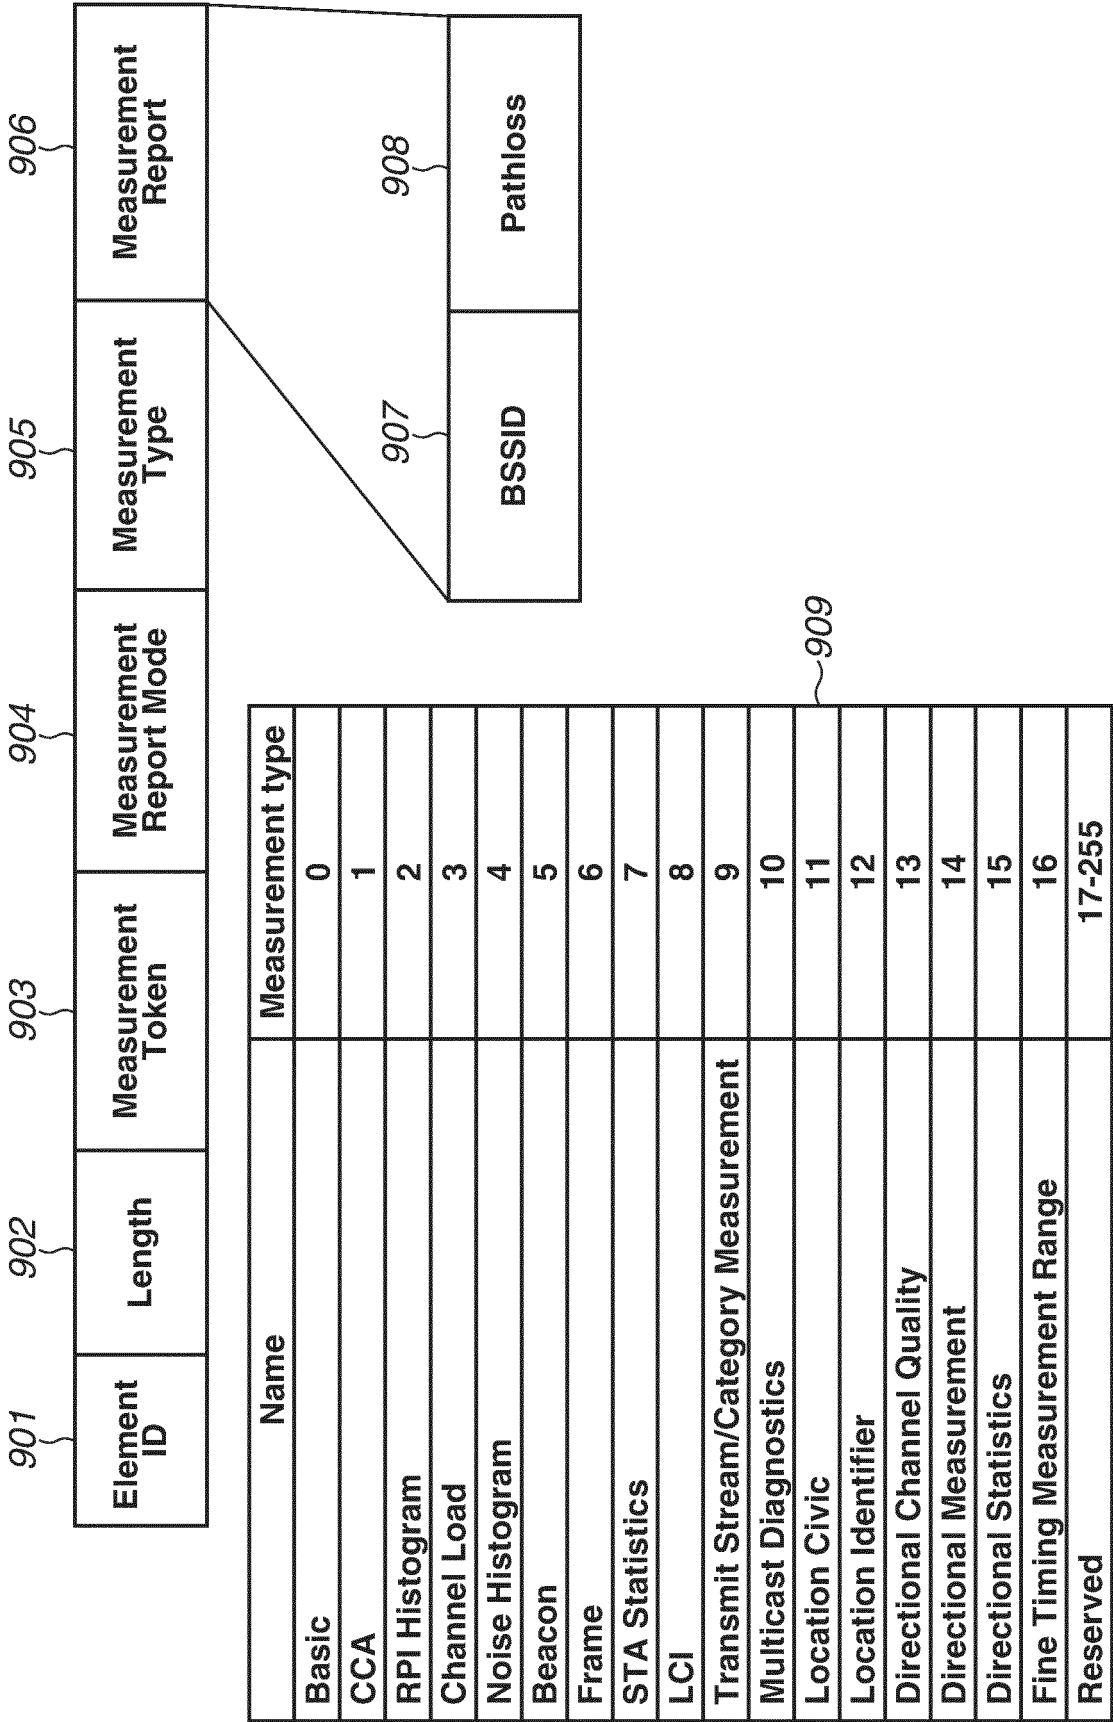 901
902
903
904
905
906
Element
ID
Length
Measurement
Token
Measurement
Report Mode
Measurement
Type
Measurement
Report
907
908
BSSID
Pathloss
909
Name Measurement type
Basic 0
CCA 1
RPI Histogram 2
Channel Load 3
Noise Histogram 4
Beacon 5
Frame 6
STA Statistics 7
LCI 8
Transmit Stream/Category Measurement 9
Multicast Diagnostics 10
Location Civic 11
Location Identifier 12
Directional Channel Quality 13
Directional Measurement 14
Directional Statistics 15
Fine Timing Measurement Range 16
Reserved 17-255